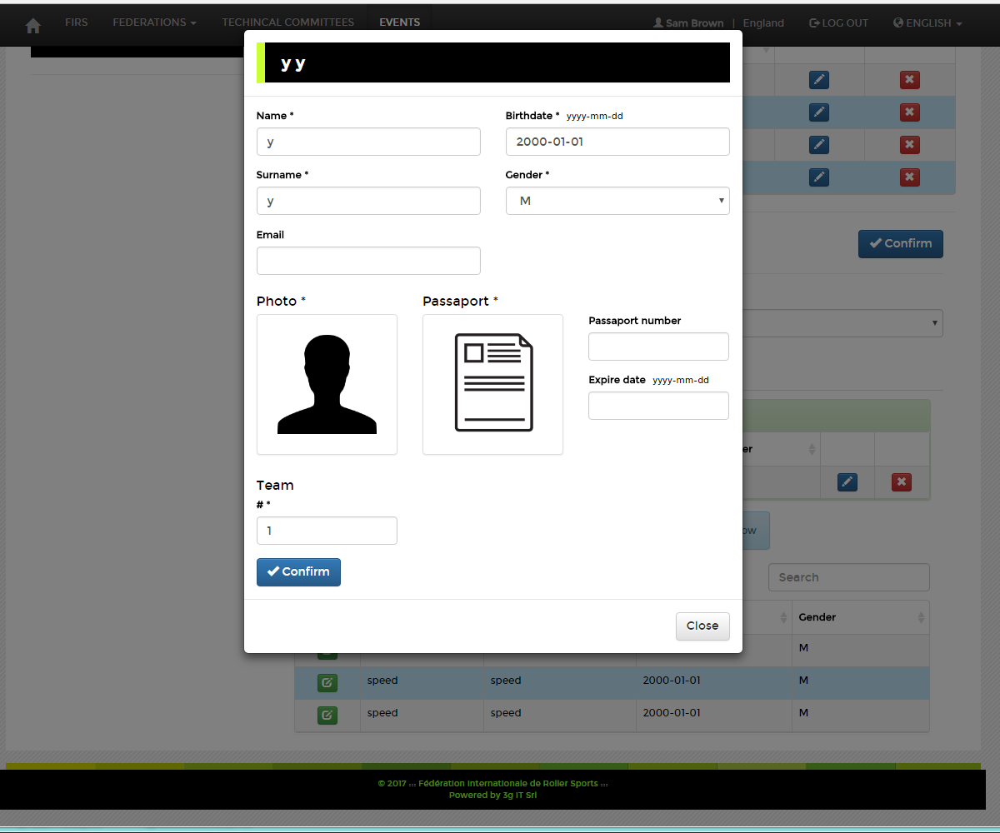 FIRS
FEDERATIONS
TECHINCAL COMMITTEES
EVENTS
Sam Brown | England
LOG OUT
ENGLISH
y y
Name *
Birthdate * yyyy-mm-dd
y
2000-01-01
Surname *
Gender *
y
M
Email
Confirm
Photo *
Passaport *
Passaport number
Expire date yyyy-mm-dd
er
Team
# *
1
ow
Confirm
Search
Gender
Close
M
speed speed 2000-01-01 M
speed speed 2000-01-01 M
© 2017 ::: Fédération Internationale de Roller Sports :::
Powered by 3g IT Srl